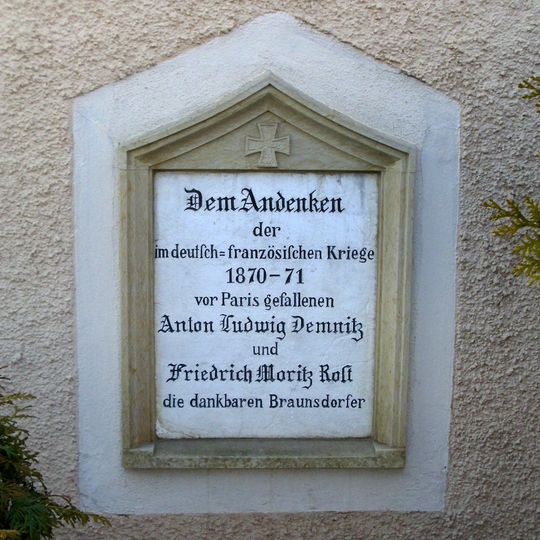 Dem Andenken
der
im deutſch=franzöſiſchen Kriege
1870-71
vor Paris gefallenen
Anton Ludwig Demnitz
und
Friedrich Moritz Roſt
die dankbaren Braunsdorfer